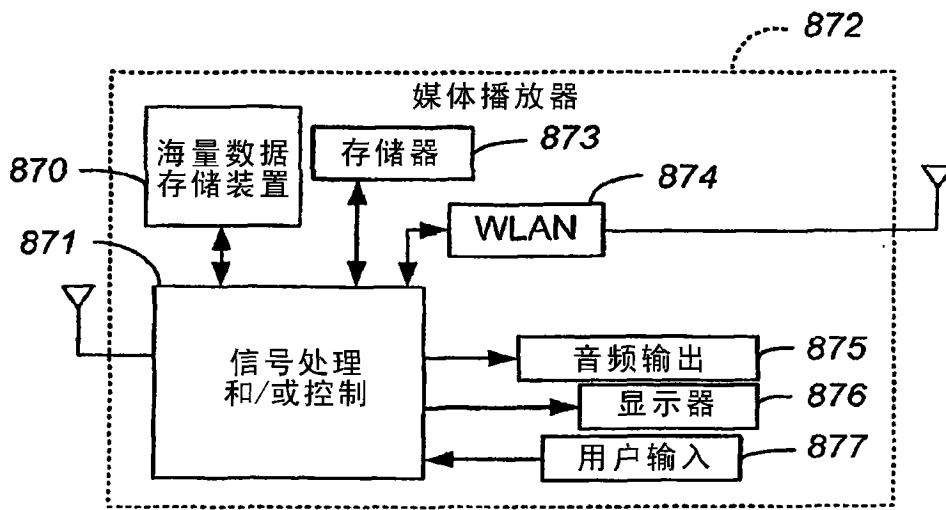 872
媒体播放器
海量数据
存储装置
870
存储器
873
874
WLAN
871
信号处理
和/或控制
音频输出
875
显示器
876
用户输入
877